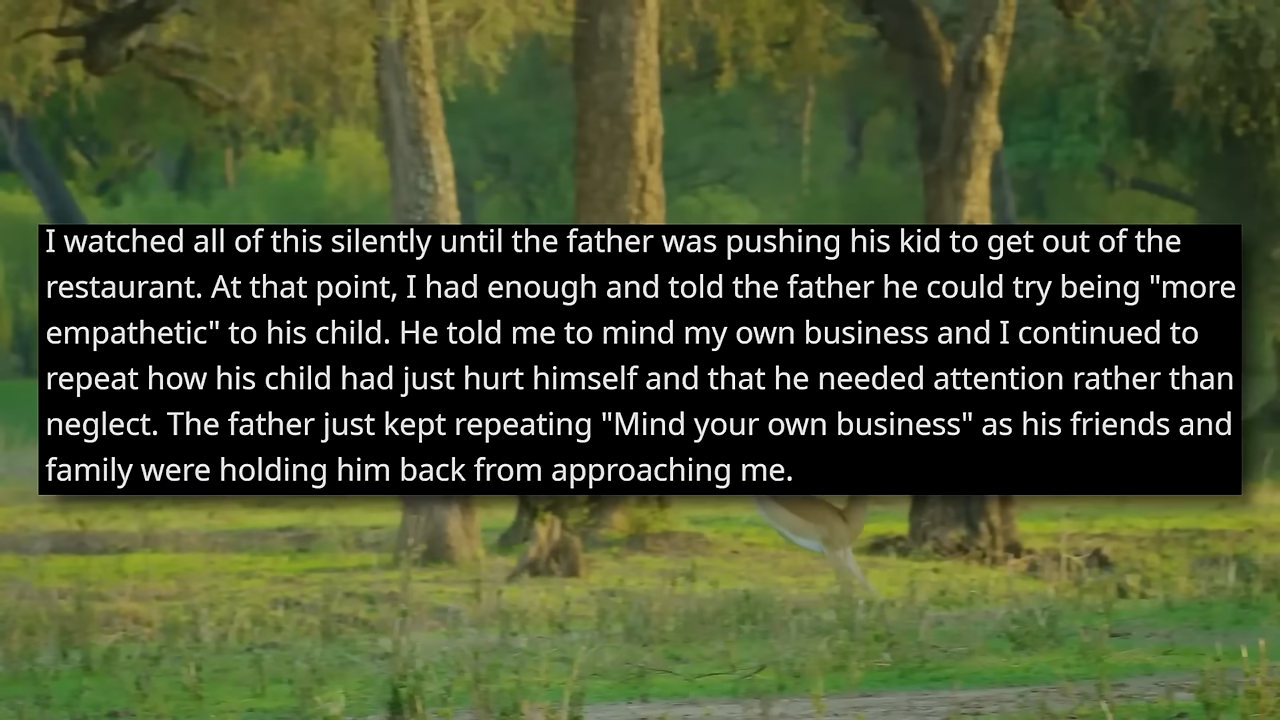 I watched all of this silently until the father was pushing his kid to get out of the
restaurant. At that point, I had enough and told the father he could try being "more
empathetic" to his child. He told me to mind my own business and I continued to
repeat how his child had just hurt himself and that he needed attention rather than
neglect. The father just kept repeating "Mind your own business" as his friends and
family were holding him back from approaching me.